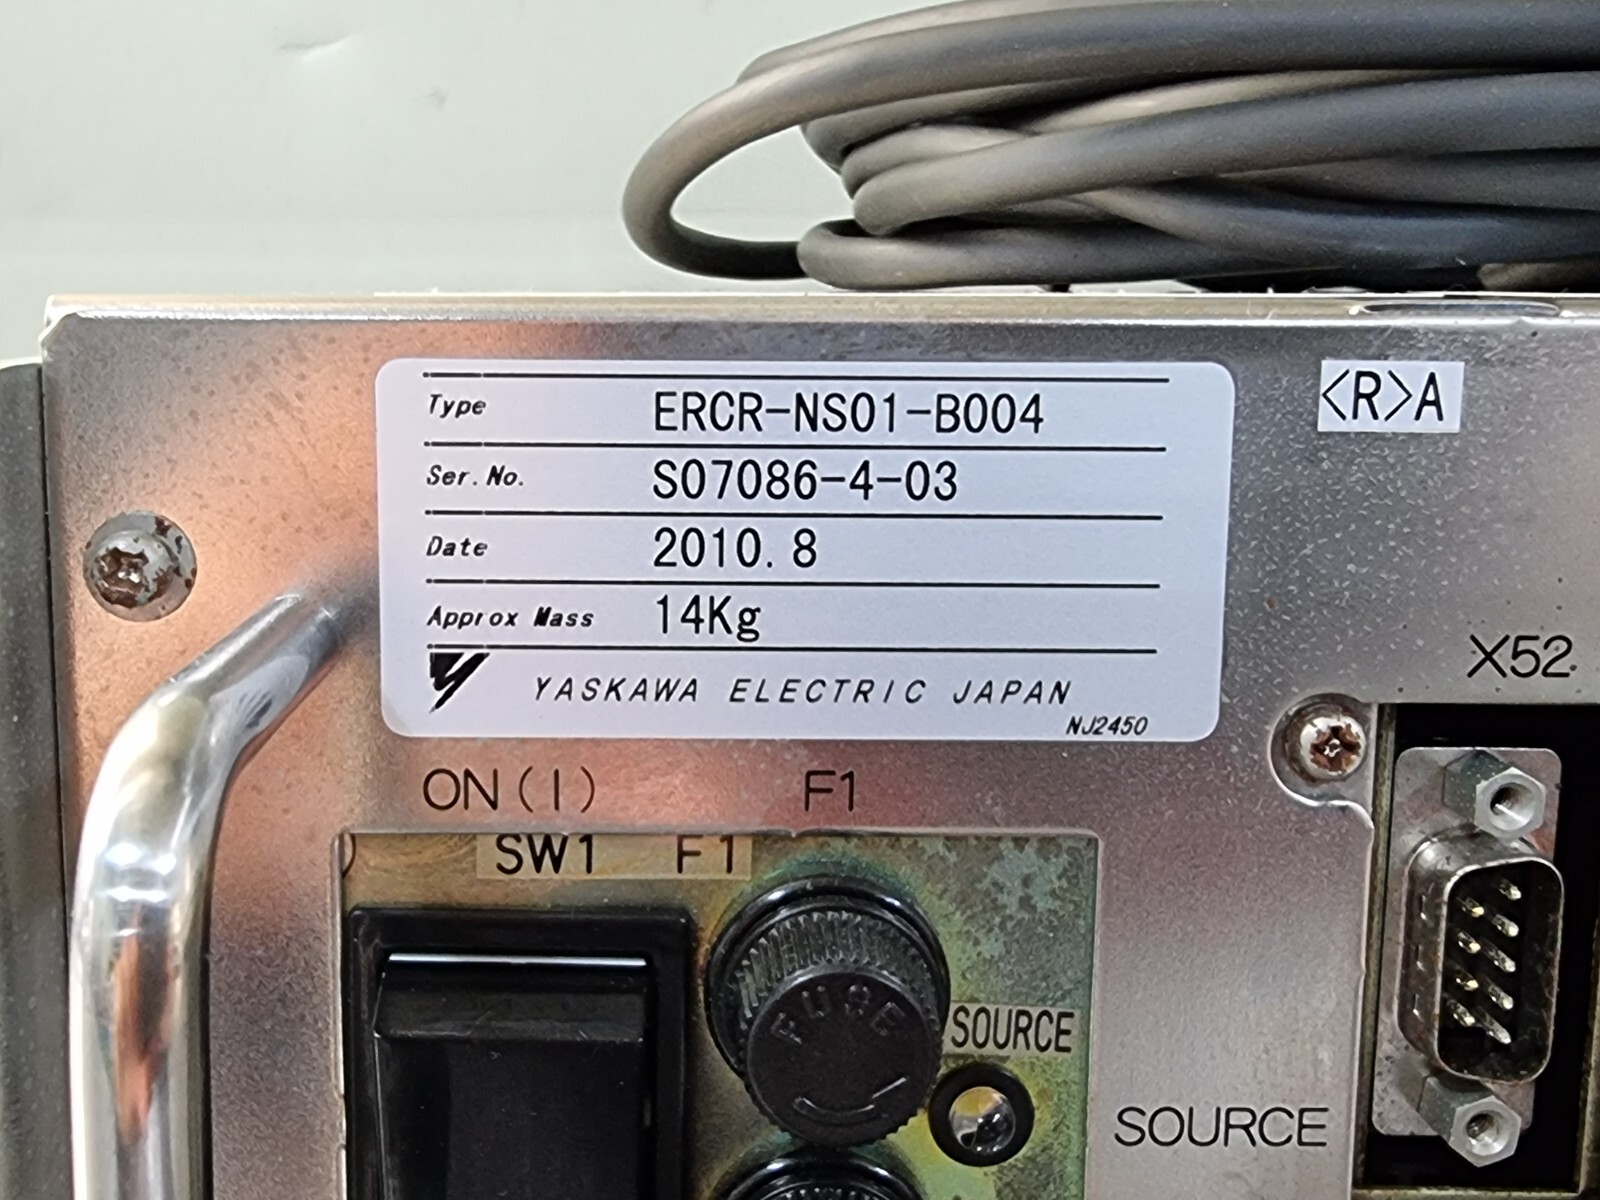 Type ERCR-NS01-B004
<R>A
Ser.No. S07086-4-03
Date 2010.8
Approx Mass 14Kg
YASKAWA ELECTRIC JAPAN
NJ2450
X52
ON(I) F1
SW1 F1
FUSE
SOURCE
SOURCE